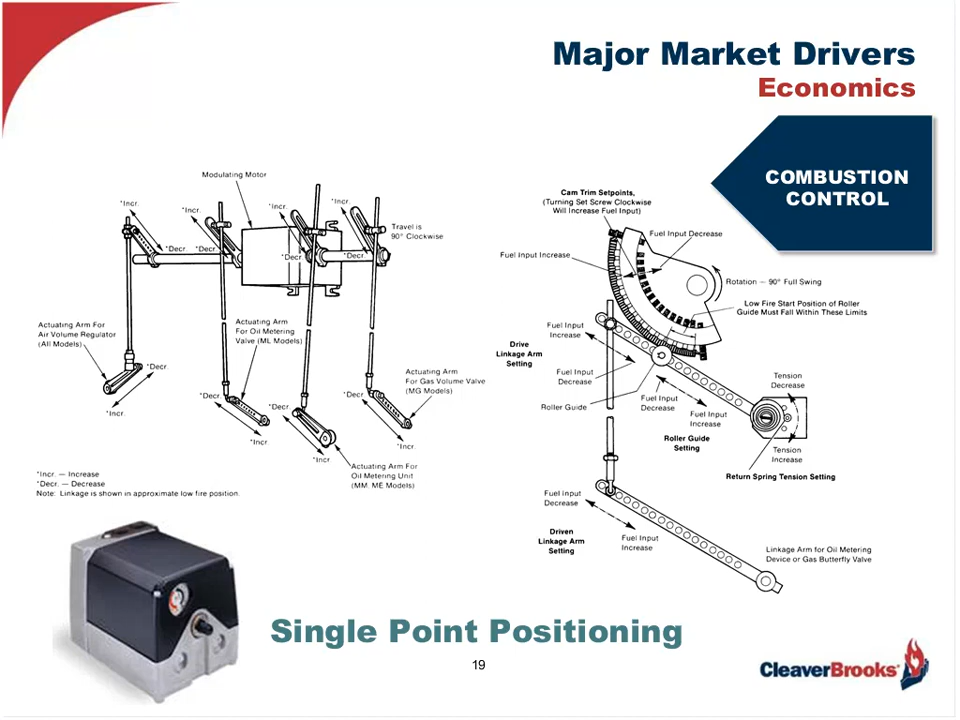 Major Market Drivers
Economics
COMBUSTION
CONTROL
Modulating Motor
*Incr.
*Incr.
*Incr.
*Incr.
Travel is
90° Clockwise
*Decr.
*Decr.
*Decr.
*Decr.
Actuating Arm For
Air Volume Regulator
(All Models)
Actuating Arm
For Oil Metering
Valve (ML Models)
*Decr.
*Incr.
Actuating Arm
For Gas Volume Valve
(MG Models)
*Decr.
*Decr.
*Decr.
*Incr.
*Incr.
*Incr.
Actuating Arm For
Oil Metering Unit
(MM. ME Models)
*Incr. — Increase
*Decr. — Decrease
Note: Linkage is shown in approximate low fire position.
Cam Trim Setpoints,
(Turning Set Screw Clockwise
Will Increase Fuel Input)
Fuel Input Decrease
Fuel Input Increase
Rotation — 90° Full Swing
Low Fire Start Position of Roller
Guide Must Fall Within These Limits
Fuel Input
Increase
Drive
Linkage Arm
Setting
Fuel Input
Decrease
Tension
Decrease
Roller Guide
Fuel Input
Decrease
Fuel Input
Increase
Roller Guide
Setting
Tension
Increase
Return Spring Tension Setting
Fuel Input
Decrease
Driven
Linkage Arm
Setting
Fuel Input
Increase
Linkage Arm for Oil Metering
Device or Gas Butterfly Valve
Single Point Positioning
19
CleaverBrooks